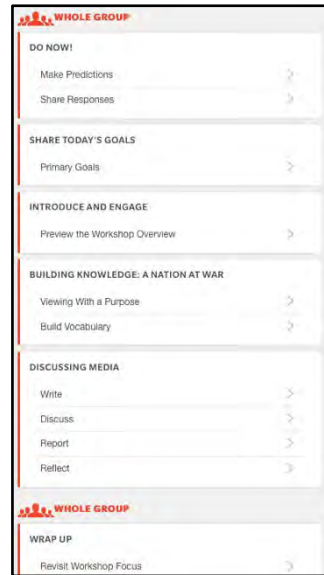 WHOLE GROUP
DO NOW!
Make Predictions
Share Responses
SHARE TODAY'S GOALS
Primary Goals
INTRODUCE AND ENGAGE
Preview the Workshop Overview
BUILDING KNOWLEDGE: A NATION AT WAR
Viewing With a Purpose
Build Vocabulary
DISCUSSING MEDIA
Write
Discuss
Report
Reflect
WHOLE GROUP
WRAP UP
Revisit Workshop Focus